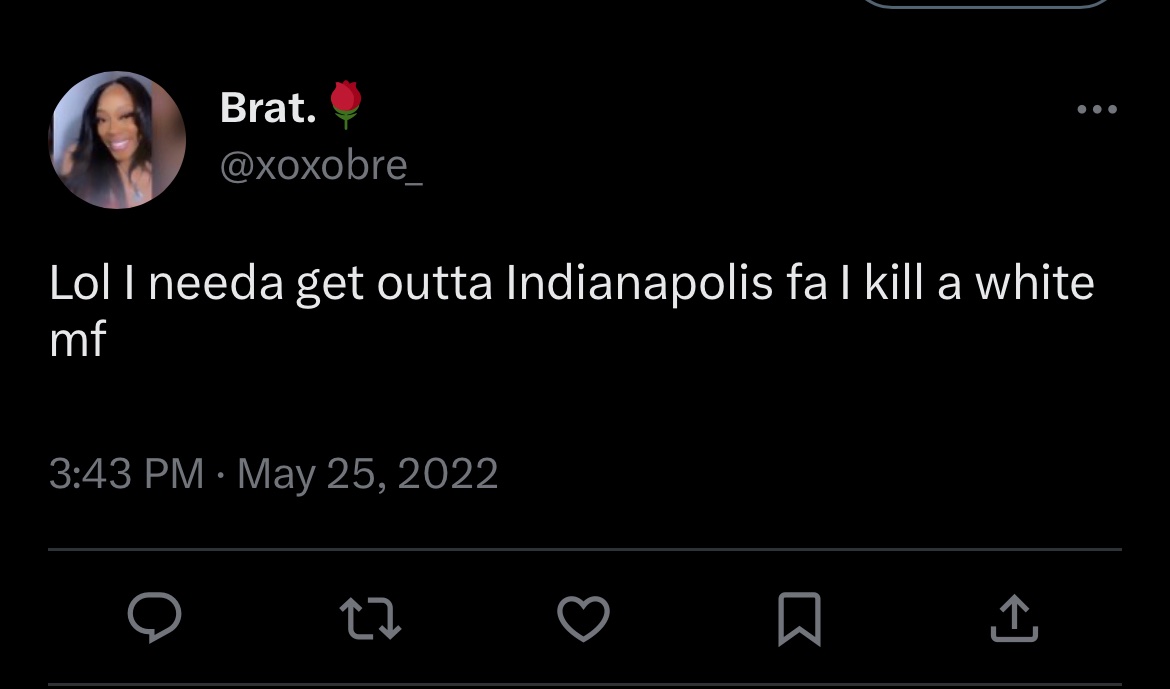 Brat.🌹
@xoxobre_
Lol I needa get outta Indianapolis fa I kill a white
mf
3:43 PM · May 25, 2022